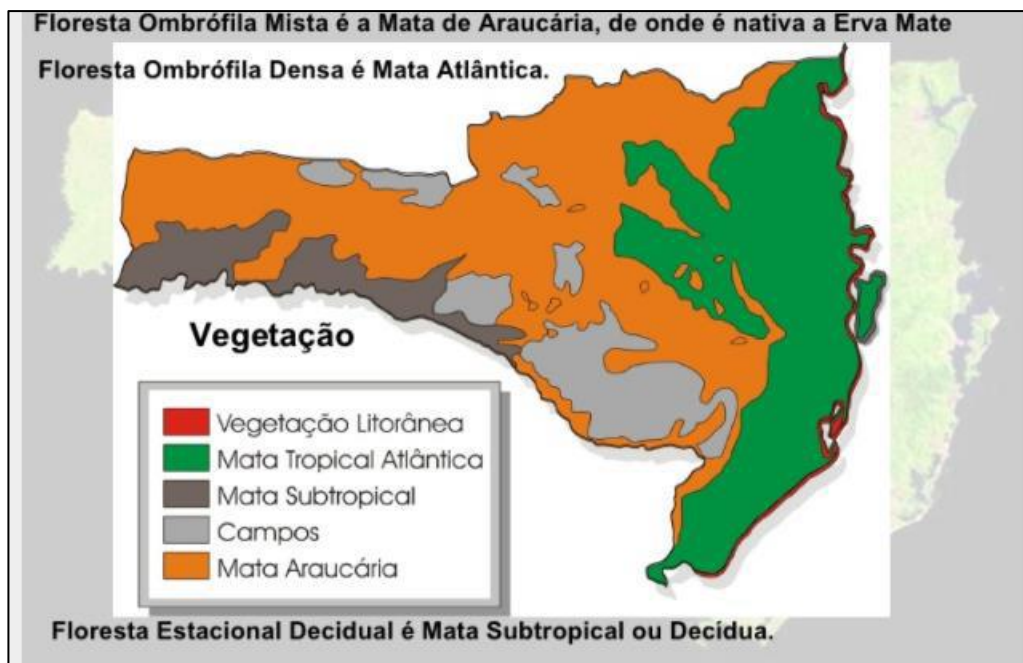 Floresta Ombrófila Mista é a Mata de Araucária, de onde é nativa a Erva Mate
Floresta Ombrófila Densa é Mata Atlântica.
Vegetação
Vegetação Litorânea
Mata Tropical Atlântica
Mata Subtropical
Campos
Mata Araucária
Floresta Estacional Decidual é Mata Subtropical ou Decídua.